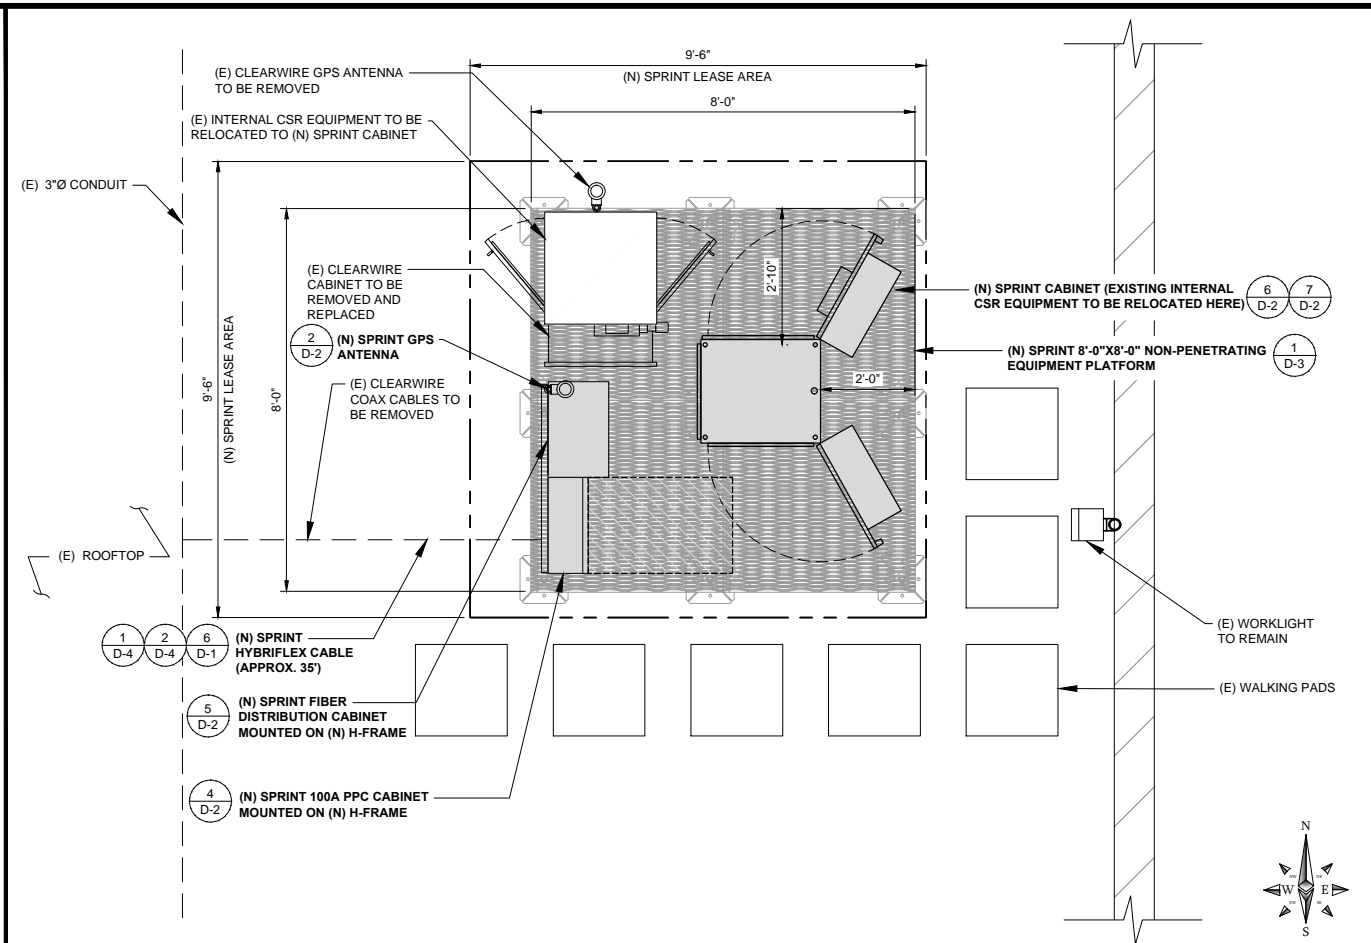 9'-6"
(N) SPRINT LEASE AREA
8'-0"
(E) CLEARWIRE GPS ANTENNA
TO BE REMOVED
(E) INTERNAL CSR EQUIPMENT TO BE
RELOCATED TO (N) SPRINT CABINET
(E) 3"Ø CONDUIT
(E) CLEARWIRE
CABINET TO BE
REMOVED AND
REPLACED
2
D-2
(N) SPRINT GPS
ANTENNA
(E) CLEARWIRE
COAX CABLES TO
BE REMOVED
9'-6"
(N) SPRINT LEASE AREA
8'-0"
2'-10"
2'-0"
(N) SPRINT CABINET (EXISTING INTERNAL
CSR EQUIPMENT TO BE RELOCATED HERE)
6
D-2
7
D-2
(N) SPRINT 8'-0"X8'-0" NON-PENETRATING
EQUIPMENT PLATFORM
1
D-3
(E) ROOFTOP
1
D-4
2
D-4
6
D-1
(N) SPRINT
HYBRIFLEX CABLE
(APPROX. 35')
5
D-2
(N) SPRINT FIBER
DISTRIBUTION CABINET
MOUNTED ON (N) H-FRAME
4
D-2
(N) SPRINT 100A PPC CABINET
MOUNTED ON (N) H-FRAME
(E) WORKLIGHT
TO REMAIN
(E) WALKING PADS
N
NW
NE
W
E
SW
SE
S